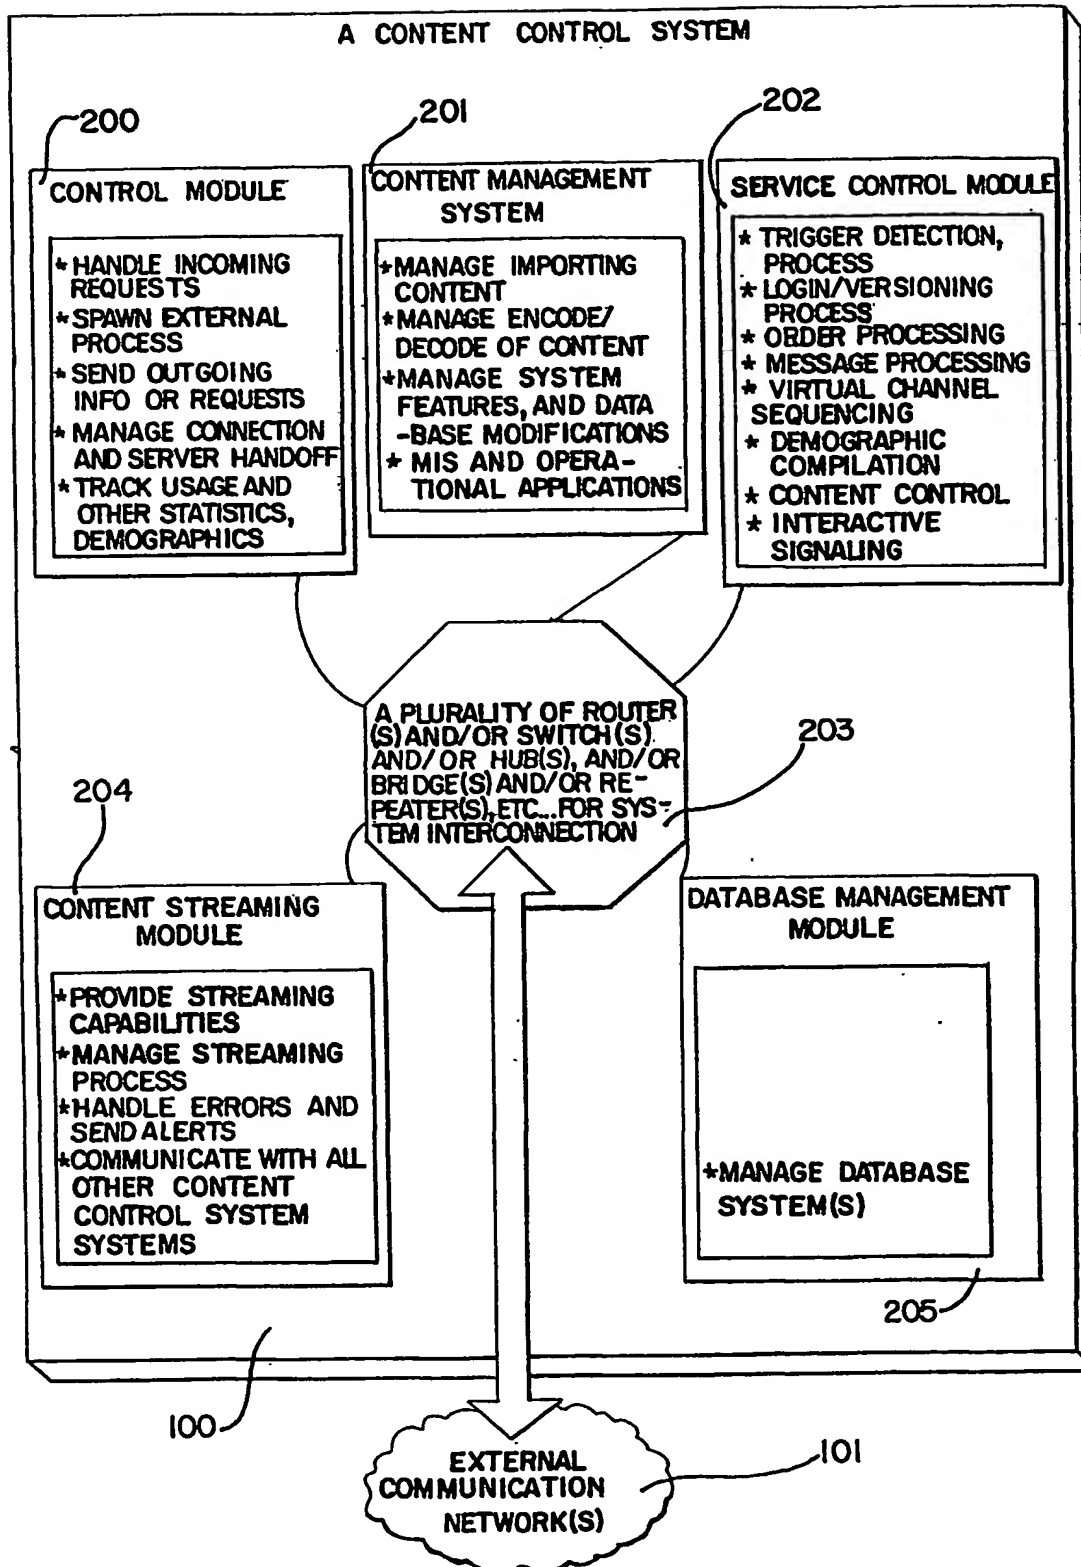 A CONTENT CONTROL SYSTEM
200
201
202
CONTROL MODULE
* HANDLE INCOMING
REQUESTS
* SPAWN EXTERNAL
PROCESS
* SEND OUTGOING
INFO OR REQUESTS
* MANAGE CONNECTION
AND SERVER HANDOFF
* TRACK USAGE AND
OTHER STATISTICS,
DEMOGRAPHICS
CONTENT MANAGEMENT
SYSTEM
* MANAGE IMPORTING
CONTENT
* MANAGE ENCODE/
DECODE OF CONTENT
* MANAGE SYSTEM
FEATURES, AND DATA
-BASE MODIFICATIONS
* MIS AND OPERA-
TIONAL APPLICATIONS
SERVICE CONTROL MODULE
* TRIGGER DETECTION,
PROCESS
* LOGIN/VERSIONING
PROCESS
* ORDER PROCESSING
* MESSAGE PROCESSING
* VIRTUAL CHANNEL
SEQUENCING
* DEMOGRAPHIC
COMPILATION
* CONTENT CONTROL
* INTERACTIVE
SIGNALING
A PLURALITY OF ROUTER
(S) AND/OR SWITCH(S)
AND/OR HUB(S), AND/OR
BRIDGE(S) AND/OR RE-
PEATER(S), ETC... FOR SYS-
TEM INTERCONNECTION
203
204
CONTENT STREAMING
MODULE
* PROVIDE STREAMING
CAPABILITIES
* MANAGE STREAMING
PROCESS
* HANDLE ERRORS AND
SEND ALERTS
* COMMUNICATE WITH ALL
OTHER CONTENT
CONTROL SYSTEM
SYSTEMS
DATABASE MANAGEMENT
MODULE
* MANAGE DATABASE
SYSTEM(S)
205
100
EXTERNAL
COMMUNICATION
NETWORK(S)
101